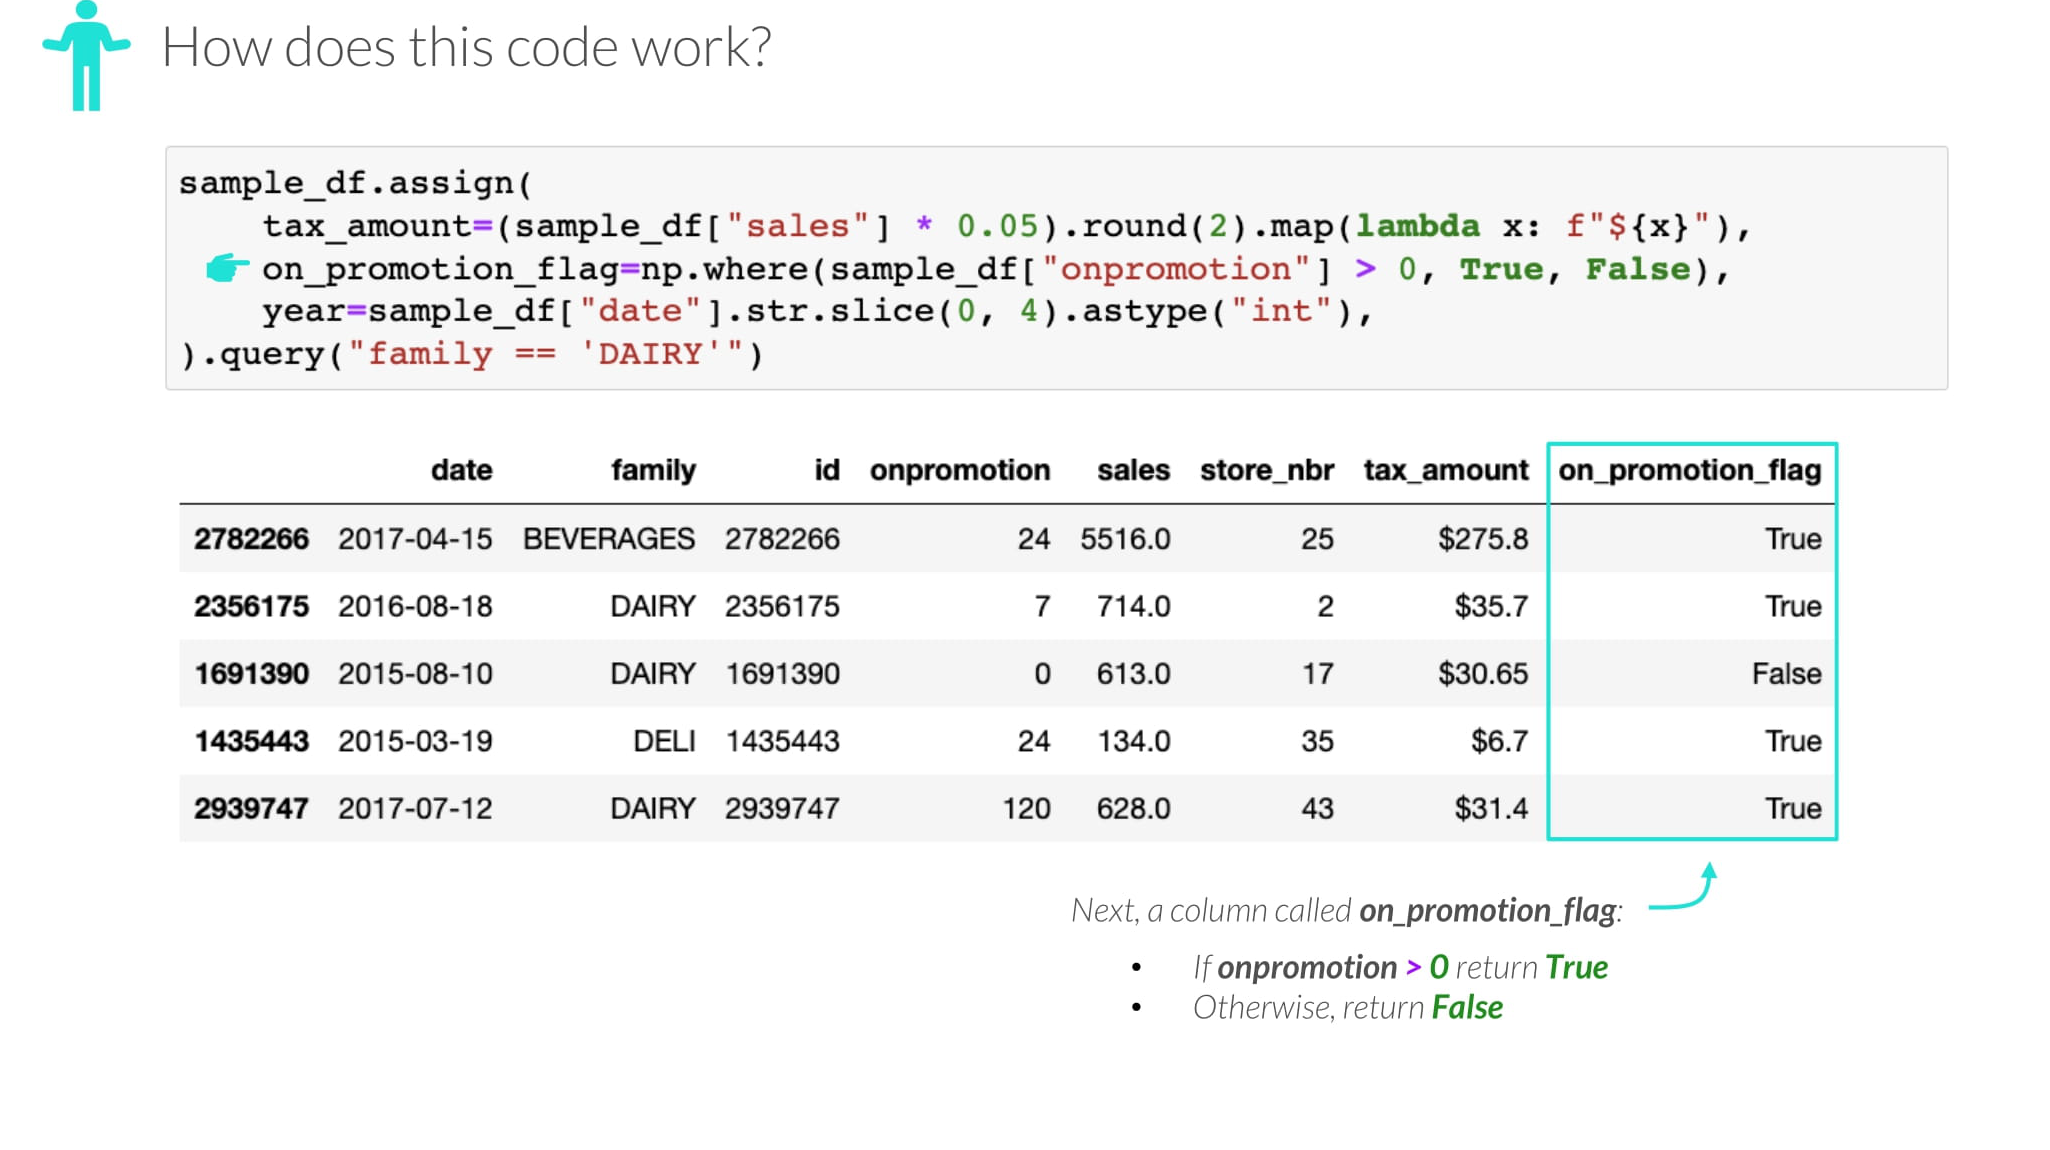 How does this code work?
sample_df.assign(
    tax_amount=(sample_df["sales"] * 0.05).round(2).map(lambda x: f"${x}"),
    on_promotion_flag=np.where(sample_df["onpromotion"] > 0, True, False),
    year=sample_df["date"].str.slice(0, 4).astype("int"),
).query("family == 'DAIRY'")
date family id onpromotion sales store_nbr tax_amount on_promotion_flag
2782266 2017-04-15 BEVERAGES 2782266 24 5516.0 25 $275.8 True
2356175 2016-08-18 DAIRY 2356175 7 714.0 2 $35.7 True
1691390 2015-08-10 DAIRY 1691390 0 613.0 17 $30.65 False
1435443 2015-03-19 DELI 1435443 24 134.0 35 $6.7 True
2939747 2017-07-12 DAIRY 2939747 120 628.0 43 $31.4 True
Next, a column called on_promotion_flag:
• If onpromotion > 0 return True
• Otherwise, return False